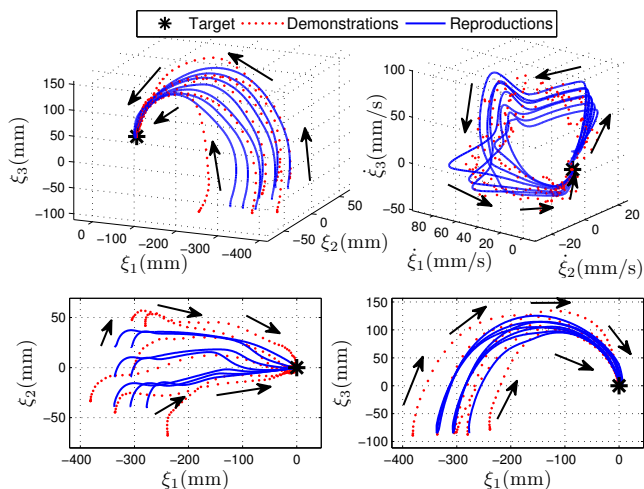 Target Demonstrations Reproductions
150
100
50
0
−50
−100
ξ3(mm)
0
−100
−200
−300
−400
ξ1(mm)
−50
0
50
ξ2(mm)
100
50
0
−50
ξ̇3(mm/s)
80
60
40
20
0
ξ̇1(mm/s)
−20
0
20
ξ̇2(mm/s)
50
0
−50
ξ2(mm)
−400 −300 −200 −100 0
ξ1(mm)
150
100
50
0
−50
−100
ξ3(mm)
−400 −300 −200 −100 0
ξ1(mm)